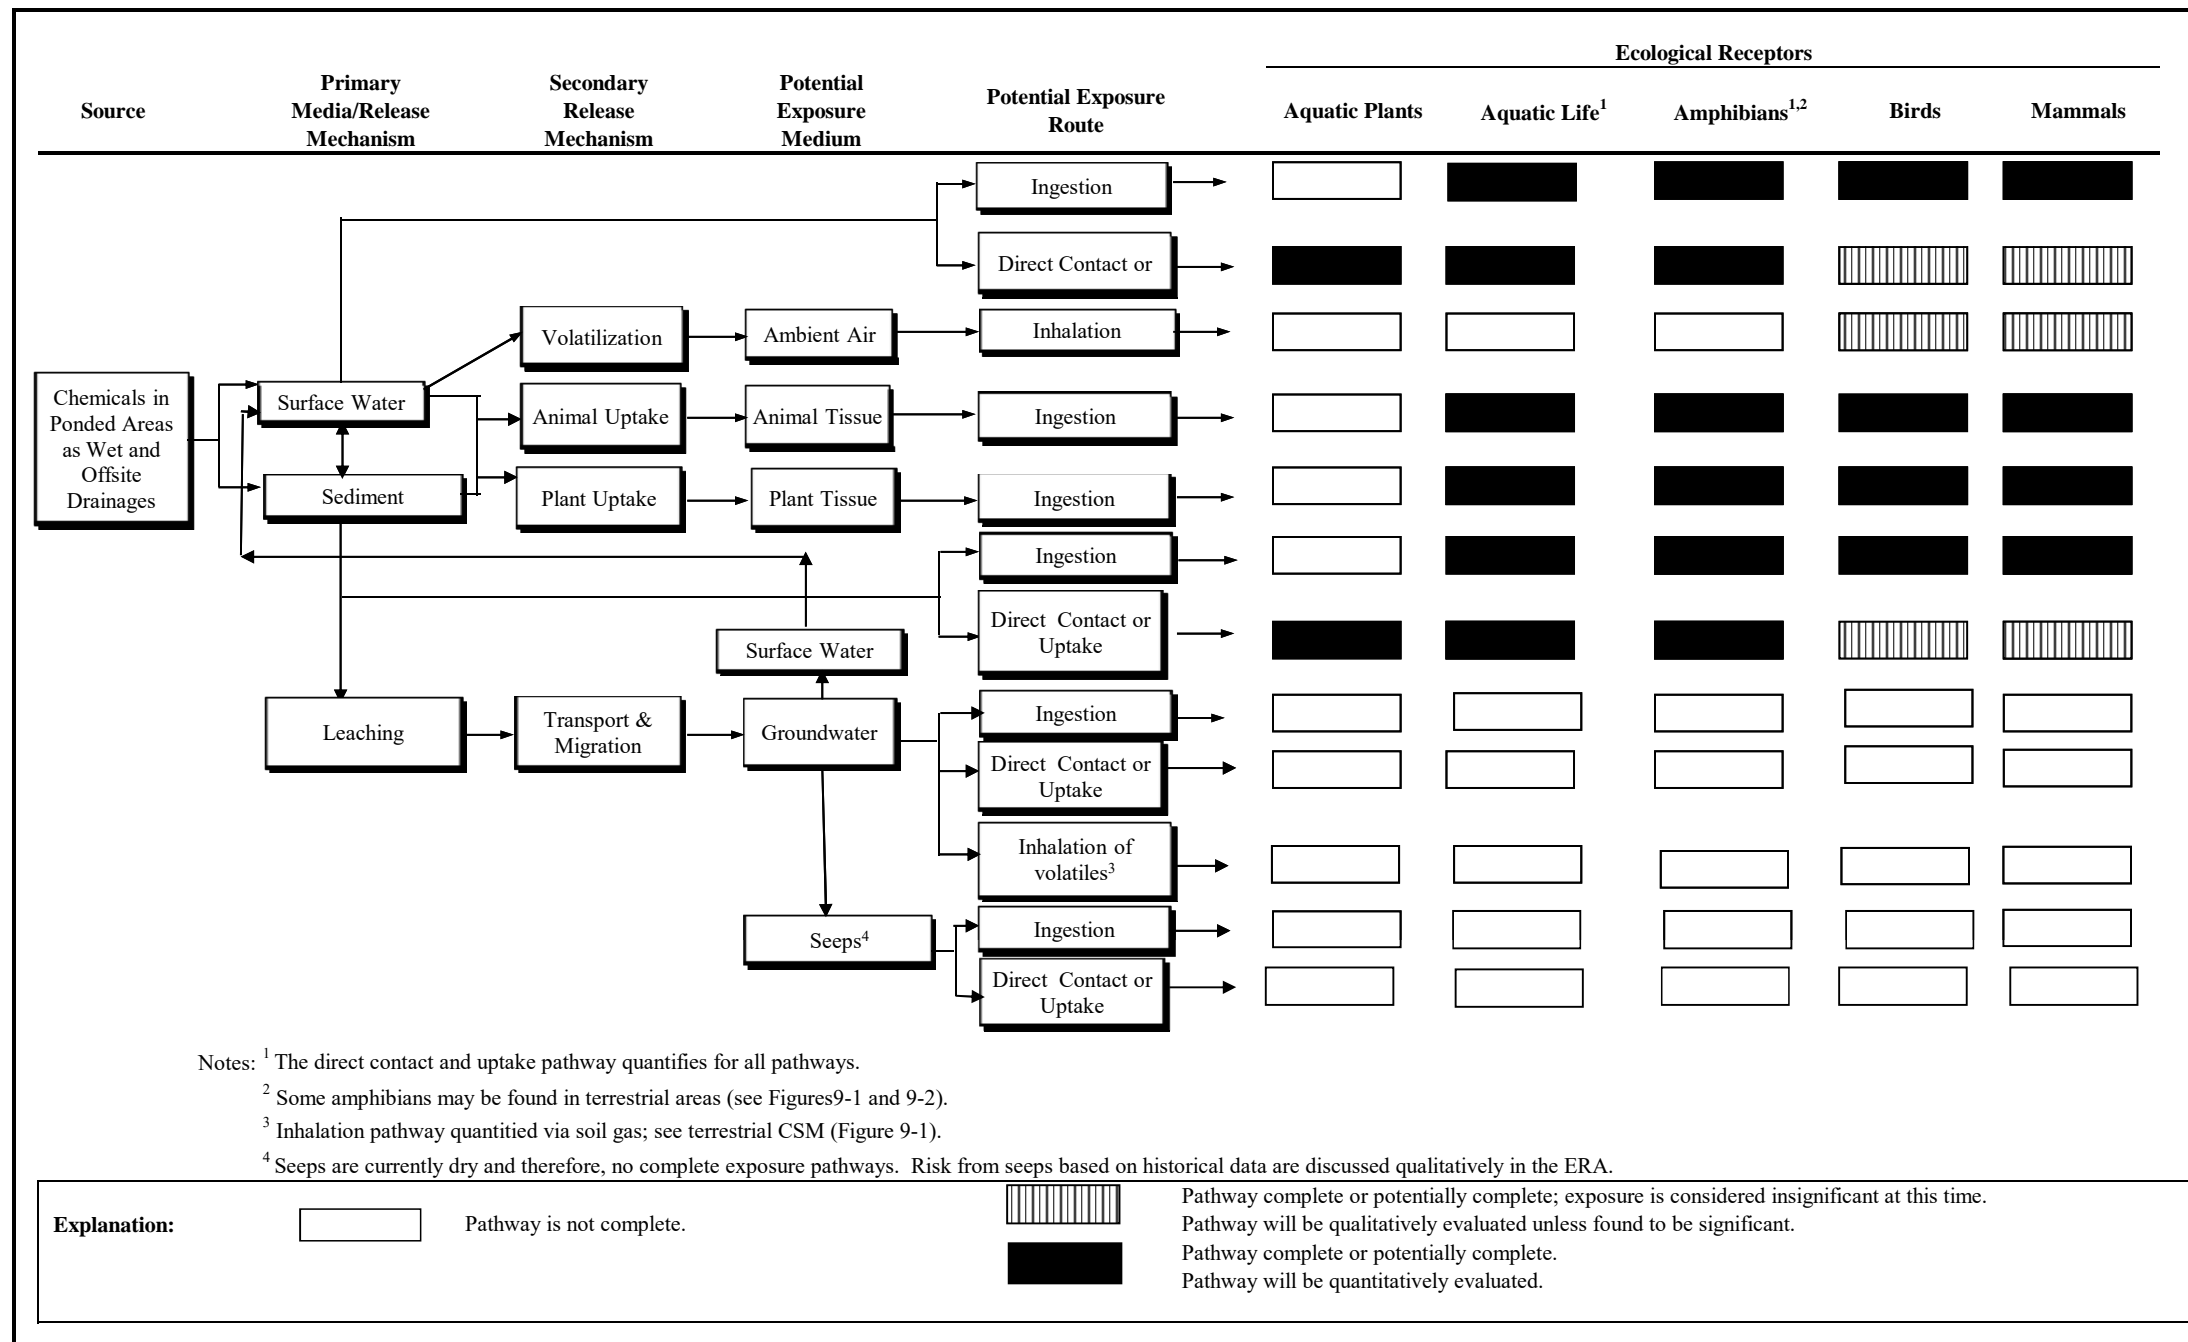 Ecological Receptors
Source
Primary
Media/Release
Mechanism
Secondary
Release
Mechanism
Potential
Exposure
Medium
Potential Exposure
Route
Aquatic Plants
Aquatic Life1
Amphibians1,2
Birds
Mammals
Ingestion
Direct Contact or
Volatilization
Ambient Air
Inhalation
Chemicals in
Ponded Areas
as Wet and
Offsite
Drainages
Surface Water
Animal Uptake
Animal Tissue
Ingestion
Sediment
Plant Uptake
Plant Tissue
Ingestion
Ingestion
Direct Contact or
Uptake
Surface Water
Leaching
Transport &
Migration
Groundwater
Ingestion
Direct Contact or
Uptake
Inhalation of
volatiles3
Seeps4
Ingestion
Direct Contact or
Uptake
Notes: 1 The direct contact and uptake pathway quantifies for all pathways.
2 Some amphibians may be found in terrestrial areas (see Figures9-1 and 9-2).
3 Inhalation pathway quantitied via soil gas; see terrestrial CSM (Figure 9-1).
4 Seeps are currently dry and therefore, no complete exposure pathways. Risk from seeps based on historical data are discussed qualitatively in the ERA.
Explanation:
Pathway is not complete.
Pathway complete or potentially complete; exposure is considered insignificant at this time.
Pathway will be qualitatively evaluated unless found to be significant.
Pathway complete or potentially complete.
Pathway will be quantitatively evaluated.